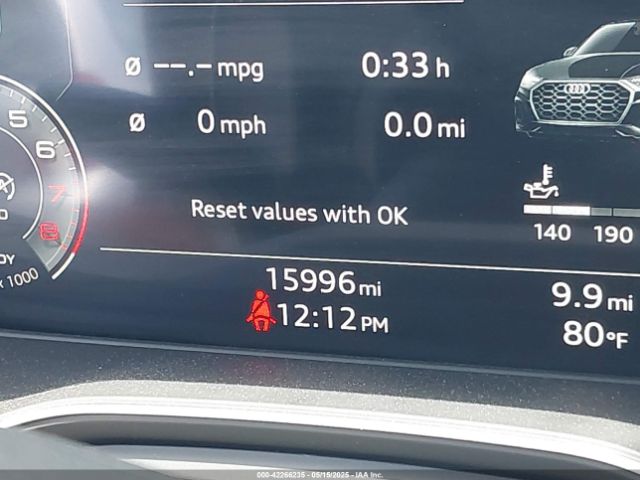 Ø --.- mpg 0:33 h
Ø 0 mph 0.0 mi
5
6
7
8
x 1000
Reset values with OK
140 190
15996 mi 9.9 mi
12:12 PM 80°F
000-42266235 - 05/15/2025 - IAA Inc.